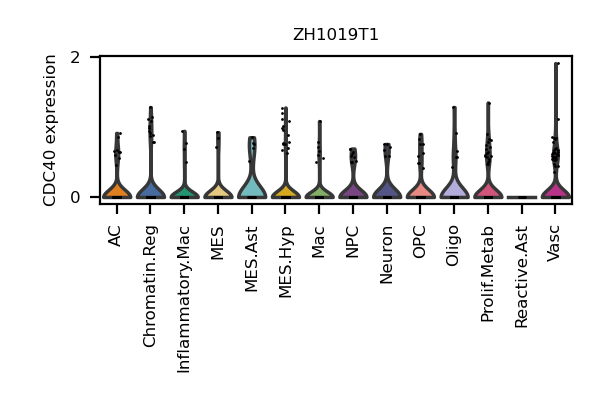 ZH1019T1
CDC40 expression
2
0
AC
Chromatin.Reg
Inflammatory.Mac
MES
MES.Ast
MES.Hyp
Mac
NPC
Neuron
OPC
Oligo
Prolif.Metab
Reactive.Ast
Vasc